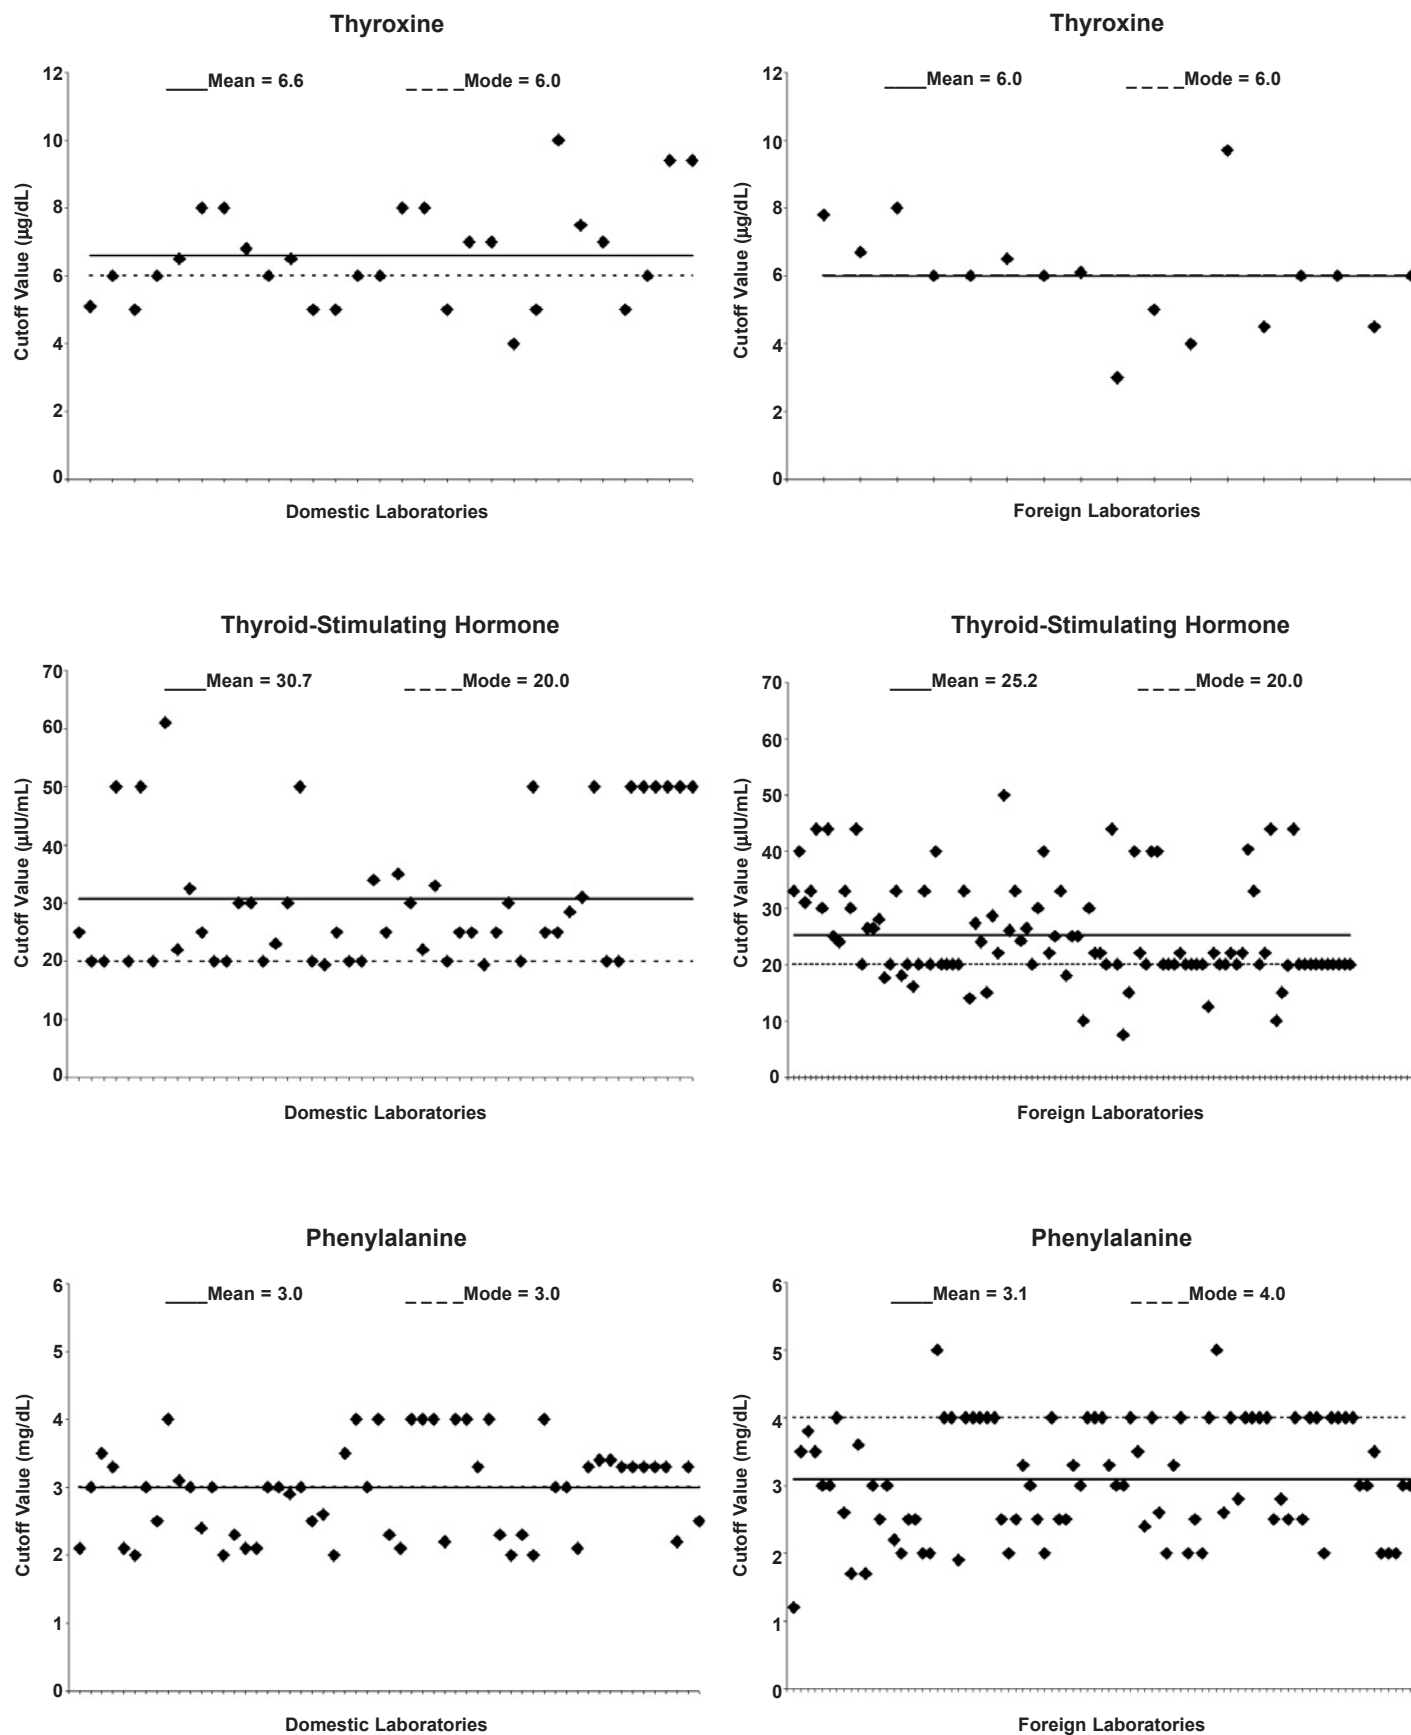 Thyroxine
____Mean = 6.6 _ _ _ _Mode = 6.0
Cutoff Value (µg/dL)
12
10
8
6
4
2
0
Domestic Laboratories
Thyroxine
____Mean = 6.0 _ _ _ _Mode = 6.0
Cutoff Value (µg/dL)
12
10
8
6
4
2
0
Foreign Laboratories
Thyroid-Stimulating Hormone
____Mean = 30.7 _ _ _ _Mode = 20.0
Cutoff Value (µIU/mL)
70
60
50
40
30
20
10
0
Domestic Laboratories
Thyroid-Stimulating Hormone
____Mean = 25.2 _ _ _ _Mode = 20.0
Cutoff Value (µIU/mL)
70
60
50
40
30
20
10
0
Foreign Laboratories
Phenylalanine
____Mean = 3.0 _ _ _ _Mode = 3.0
Cutoff Value (mg/dL)
6
5
4
3
2
1
0
Domestic Laboratories
Phenylalanine
____Mean = 3.1 _ _ _ _Mode = 4.0
Cutoff Value (mg/dL)
6
5
4
3
2
1
0
Foreign Laboratories